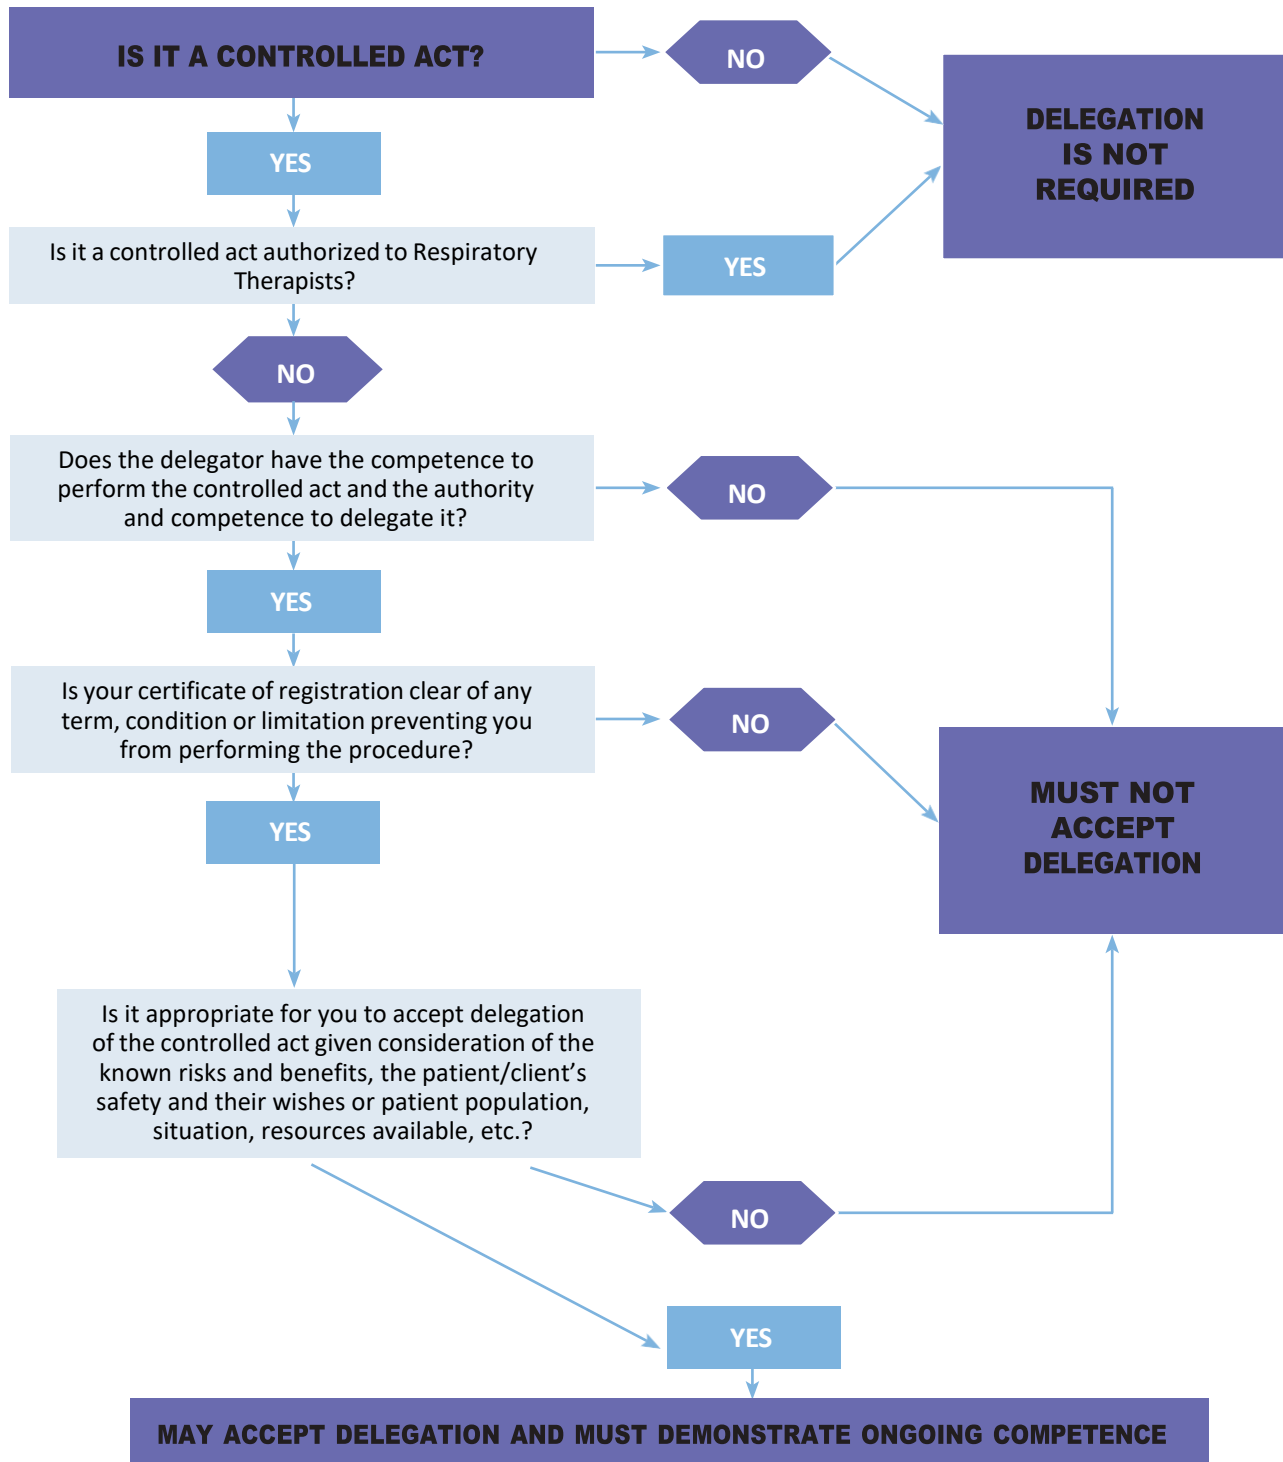 IS IT A CONTROLLED ACT?
NO
DELEGATION
IS NOT
REQUIRED
YES
Is it a controlled act authorized to Respiratory
Therapists?
YES
NO
Does the delegator have the competence to
perform the controlled act and the authority
and competence to delegate it?
NO
YES
Is your certificate of registration clear of any
term, condition or limitation preventing you
from performing the procedure?
NO
MUST NOT
ACCEPT
DELEGATION
YES
Is it appropriate for you to accept delegation
of the controlled act given consideration of the
known risks and benefits, the patient/client’s
safety and their wishes or patient population,
situation, resources available, etc.?
NO
YES
MAY ACCEPT DELEGATION AND MUST DEMONSTRATE ONGOING COMPETENCE